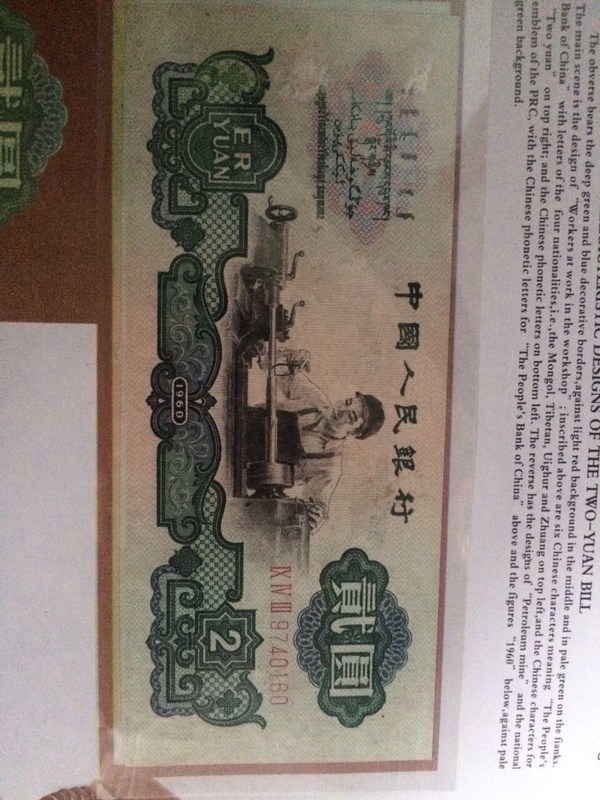 DESIGNS OF THE TWO-YUAN BILL
The obverse bears the deep green and blue decorative borders,against light red background in the middle and in pale green on the flanks.
The main scene is the design of "Workers at work in the workshop" ; inscribed above are six Chinese characters meaning "The People's
Bank of China" with letters of the four nationalities,i.e.,the Mongol, Tibetan, Uighur and Zhuang on top left,and the Chinese characters for
"Two yuan" on top right; and the Chinese phonetic letters on bottom left. The reverse has the designs of "Petroleum mine" and the national
emblem of the PRC, with the Chinese phonetic letters for "The People's Bank of China" above and the figures "1960" below,against pale
green background.
中國人民銀行
貳圓
IX IV III 9740160
ER
YUAN
1960
2
貳圓